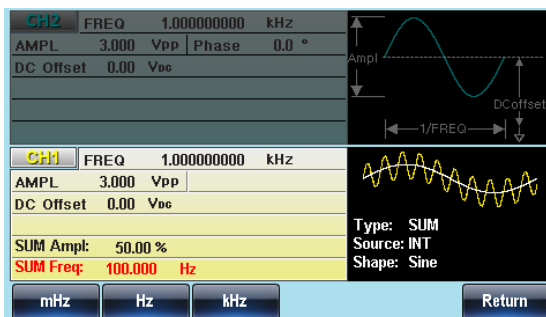 CH2 FREQ 1.000000000 kHz
AMPL 3.000 Vpp Phase 0.0 °
DC Offset 0.00 VDC
Ampl
DCoffset
1/FREQ
CH1 FREQ 1.000000000 kHz
AMPL 3.000 Vpp
DC Offset 0.00 VDC
SUM Ampl: 50.00 %
SUM Freq: 100.000 Hz
Type: SUM
Source: INT
Shape: Sine
mHz Hz kHz Return